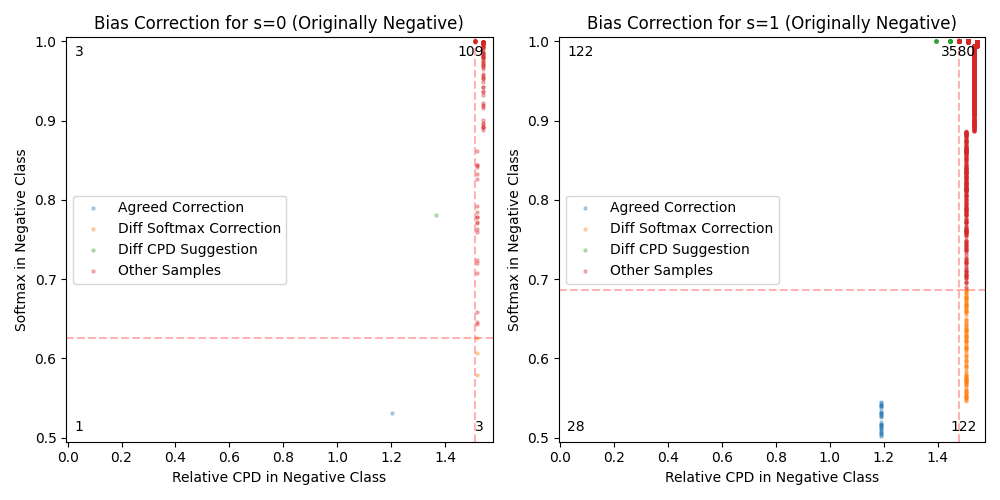 Bias Correction for s=0 (Originally Negative)
1.0
0.9
0.8
0.7
0.6
0.5
Softmax in Negative Class
3
109
Agreed Correction
Diff Softmax Correction
Diff CPD Suggestion
Other Samples
1
3
0.0 0.2 0.4 0.6 0.8 1.0 1.2 1.4
Relative CPD in Negative Class
Bias Correction for s=1 (Originally Negative)
1.0
0.9
0.8
0.7
0.6
0.5
Softmax in Negative Class
122
3580
Agreed Correction
Diff Softmax Correction
Diff CPD Suggestion
Other Samples
28
122
0.0 0.2 0.4 0.6 0.8 1.0 1.2 1.4
Relative CPD in Negative Class